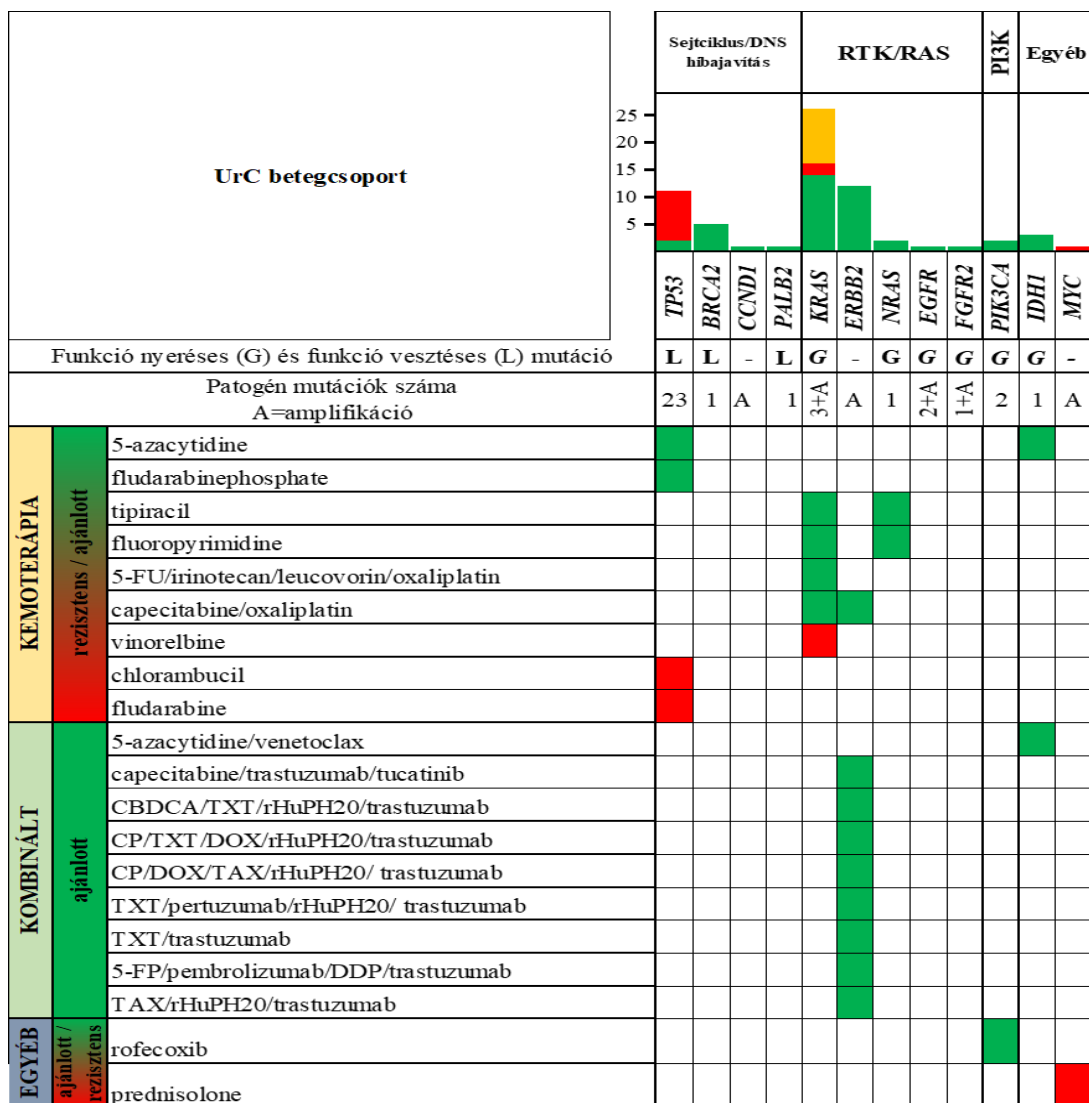 Sejtciklus/DNS
hibajavítás
RTK/RAS
PI3K
Egyéb
25
20
15
10
5
UrC betegcsoport
TP53 BRCA2 CCND1 PALB2 KRAS ERBB2 NRAS EGFR FGFR2 PIK3CA IDH1 MYC
Funkció nyeréses (G) és funkció vesztéses (L) mutáció L L - L G - G G G G G -
Patogén mutációk száma
A=amplifikáció
23 1 A 1 3+A A 1 2+A 1+A 2 1 A
KEMOTERÁPIA
rezisztens / ajánlott
5-azacytidine
fludarabinephosphate
tipiracil
fluoropyrimidine
5-FU/irinotecan/leucovorin/oxaliplatin
capecitabine/oxaliplatin
vinorelbine
chlorambucil
fludarabine
KOMBINÁLT
ajánlott
5-azacytidine/venetoclax
capecitabine/trastuzumab/tucatinib
CBDCA/TXT/rHuPH20/trastuzumab
CP/TXT/DOX/rHuPH20/trastuzumab
CP/DOX/TAX/rHuPH20/ trastuzumab
TXT/pertuzumab/rHuPH20/ trastuzumab
TXT/trastuzumab
5-FP/pembrolizumab/DDP/trastuzumab
TAX/rHuPH20/trastuzumab
EGYÉB
ajánlott /
rezisztens
rofecoxib
prednisolone